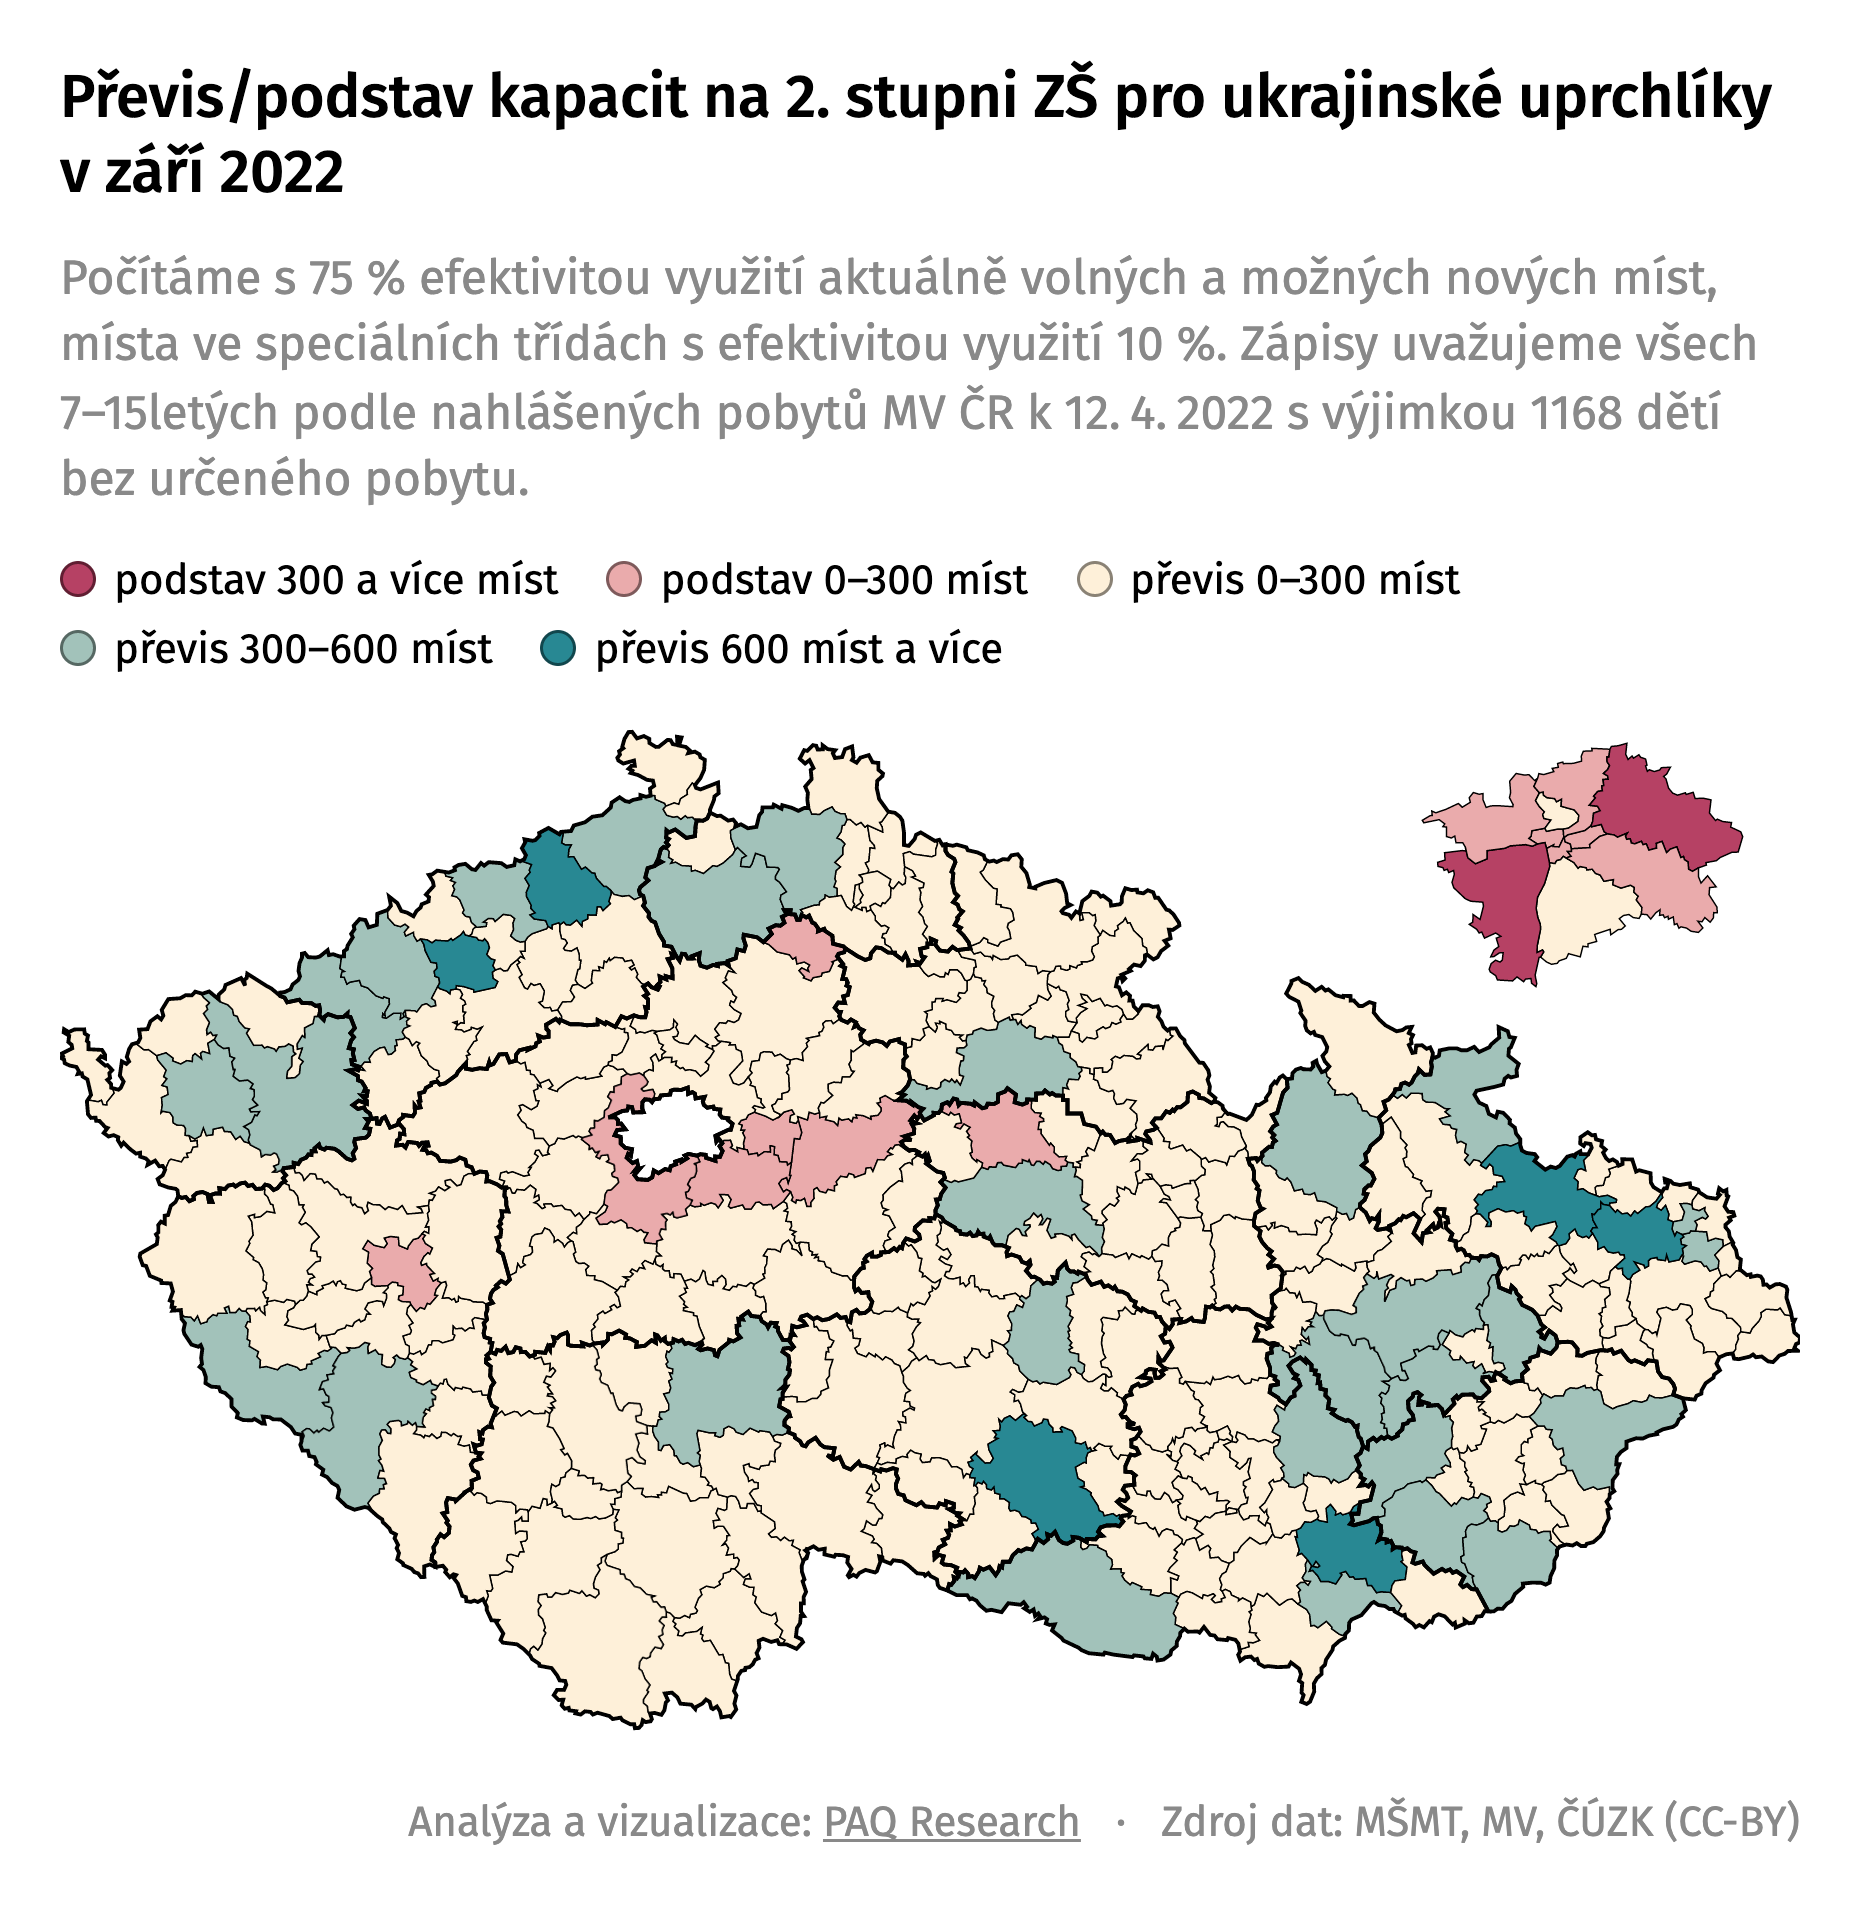 Převis/podstav kapacit na 2. stupni ZŠ pro ukrajinské uprchlíky
v září 2022
Počítáme s 75 % efektivitou využití aktuálně volných a možných nových míst,
místa ve speciálních třídách s efektivitou využití 10 %. Zápisy uvažujeme všech
7–15letých podle nahlášených pobytů MV ČR k 12. 4. 2022 s výjimkou 1168 dětí
bez určeného pobytu.
podstav 300 a více míst podstav 0–300 míst převis 0–300 míst
převis 300–600 míst převis 600 míst a více
Analýza a vizualizace: PAQ Research · Zdroj dat: MŠMT, MV, ČÚZK (CC-BY)